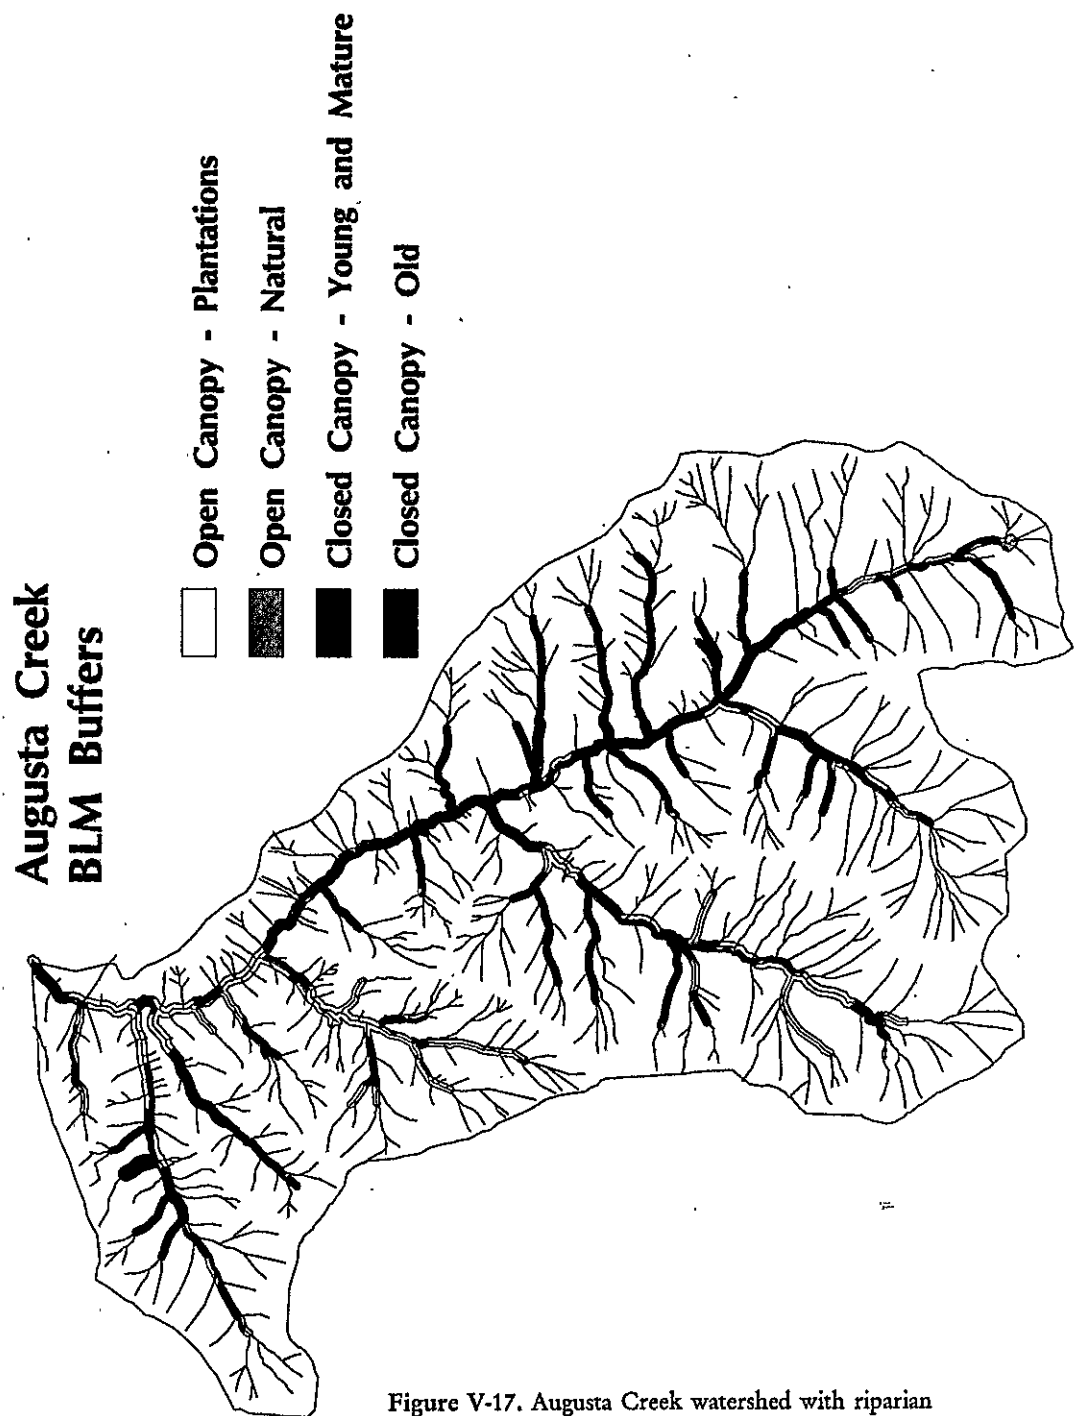 Augusta Creek
BLM Buffers
Open Canopy - Plantations
Open Canopy - Natural
Closed Canopy - Young and Mature
Closed Canopy - Old
Figure V-17. Augusta Creek watershed with riparian